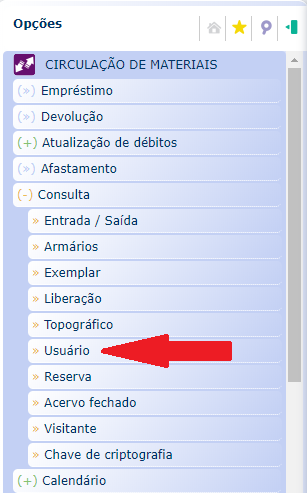 Opções
CIRCULAÇÃO DE MATERIAIS
(») Empréstimo
(») Devolução
(+) Atualização de débitos
(») Afastamento
(-) Consulta
» Entrada / Saída
» Armários
» Exemplar
» Liberação
» Topográfico
» Usuário
» Reserva
» Acervo fechado
» Visitante
» Chave de criptografia
(+) Calendário